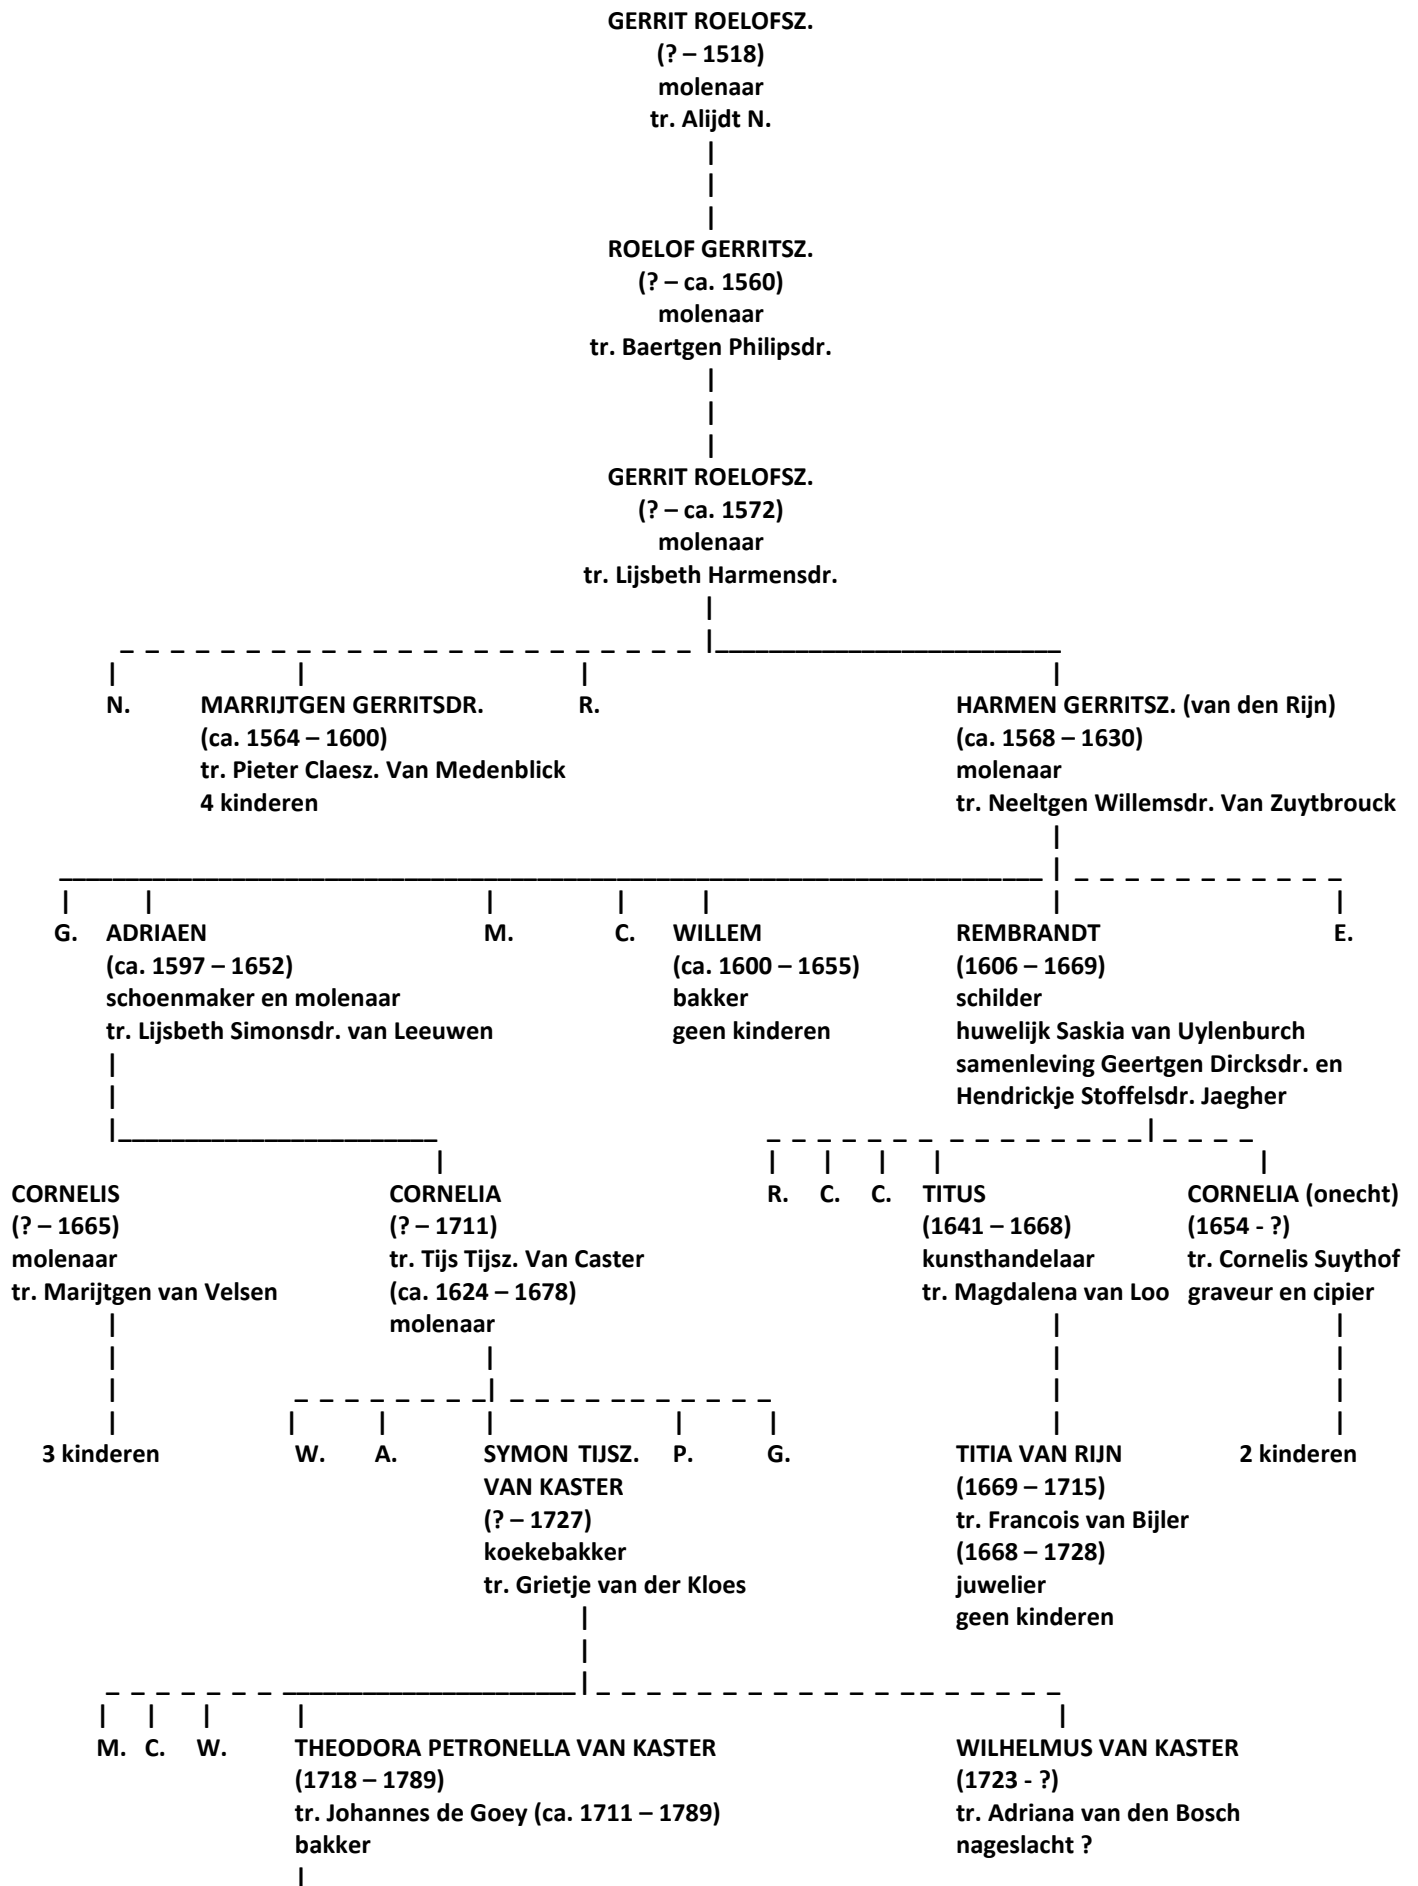 GERRIT ROELOFSZ.
(? – 1518)
molenaar
tr. Alijdt N.
ROELOF GERRITSZ.
(? – ca. 1560)
molenaar
tr. Baertgen Philipsdr.
GERRIT ROELOFSZ.
(? – ca. 1572)
molenaar
tr. Lijsbeth Harmensdr.
N.
MARRIJTGEN GERRITSDR.
(ca. 1564 – 1600)
tr. Pieter Claesz. Van Medenblick
4 kinderen
R.
HARMEN GERRITSZ. (van den Rijn)
(ca. 1568 – 1630)
molenaar
tr. Neeltgen Willemsdr. Van Zuytbrouck
G.
ADRIAEN
(ca. 1597 – 1652)
schoenmaker en molenaar
tr. Lijsbeth Simonsdr. van Leeuwen
M.
C.
WILLEM
(ca. 1600 – 1655)
bakker
geen kinderen
REMBRANDT
(1606 – 1669)
schilder
huwelijk Saskia van Uylenburch
samenleving Geertgen Dircksdr. en
Hendrickje Stoffelsdr. Jaegher
E.
CORNELIS
(? – 1665)
molenaar
tr. Marijtgen van Velsen
CORNELIA
(? – 1711)
tr. Tijs Tijsz. Van Caster
(ca. 1624 – 1678)
molenaar
R.
C.
C.
TITUS
(1641 – 1668)
kunsthandelaar
tr. Magdalena van Loo
CORNELIA (onecht)
(1654 - ?)
tr. Cornelis Suythof
graveur en cipier
3 kinderen
W.
A.
SYMON TIJSZ.
VAN KASTER
(? – 1727)
koekebakker
tr. Grietje van der Kloes
P.
G.
TITIA VAN RIJN
(1669 – 1715)
tr. Francois van Bijler
(1668 – 1728)
juwelier
geen kinderen
2 kinderen
M.
C.
W.
THEODORA PETRONELLA VAN KASTER
(1718 – 1789)
tr. Johannes de Goey (ca. 1711 – 1789)
bakker
WILHELMUS VAN KASTER
(1723 - ?)
tr. Adriana van den Bosch
nageslacht ?